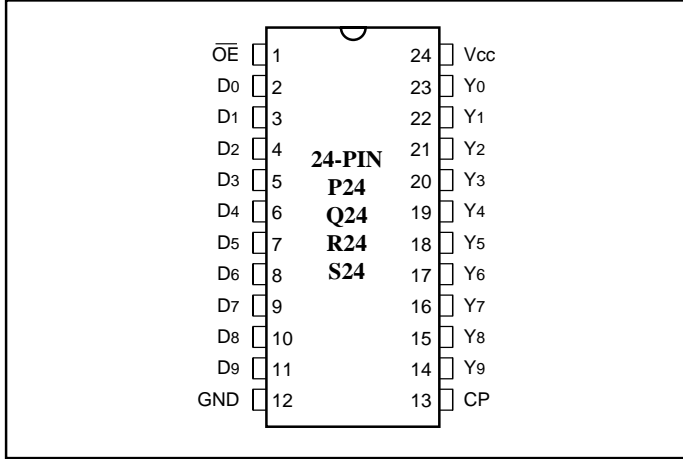 O̅E̅ 1 24 Vcc
D0 2 23 Y0
D1 3 22 Y1
D2 4 21 Y2
D3 5 20 Y3
D4 6 19 Y4
D5 7 18 Y5
D6 8 17 Y6
D7 9 16 Y7
D8 10 15 Y8
D9 11 14 Y9
GND 12 13 CP
24-PIN
P24
Q24
R24
S24